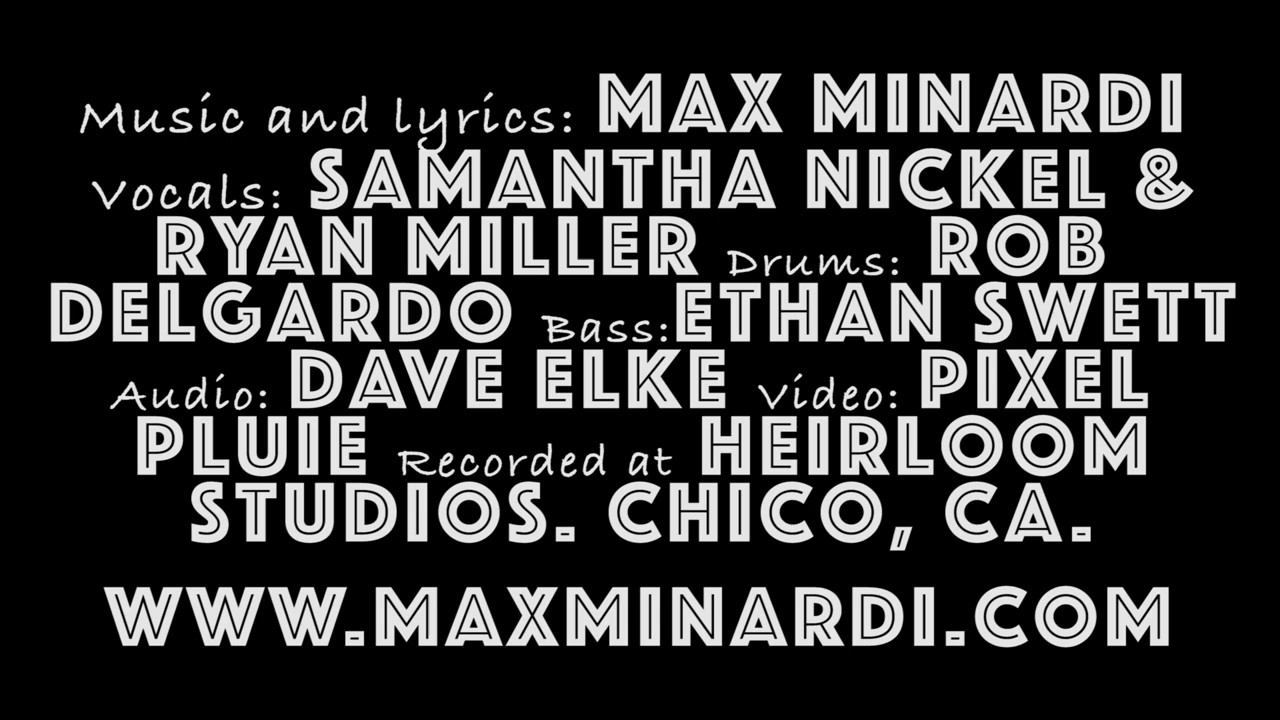 Music and lyrics: MAX MINARDI
Vocals: SAMANTHA NICKEL &
RYAN MILLER Drums: ROB
DELGARDO Bass:ETHAN SWETT
Audio: DAVE ELKE Video: PIXEL
PLUIE Recorded at HEIRLOOM
STUDIOS. CHICO, CA.
WWW.MAXMINARDI.COM